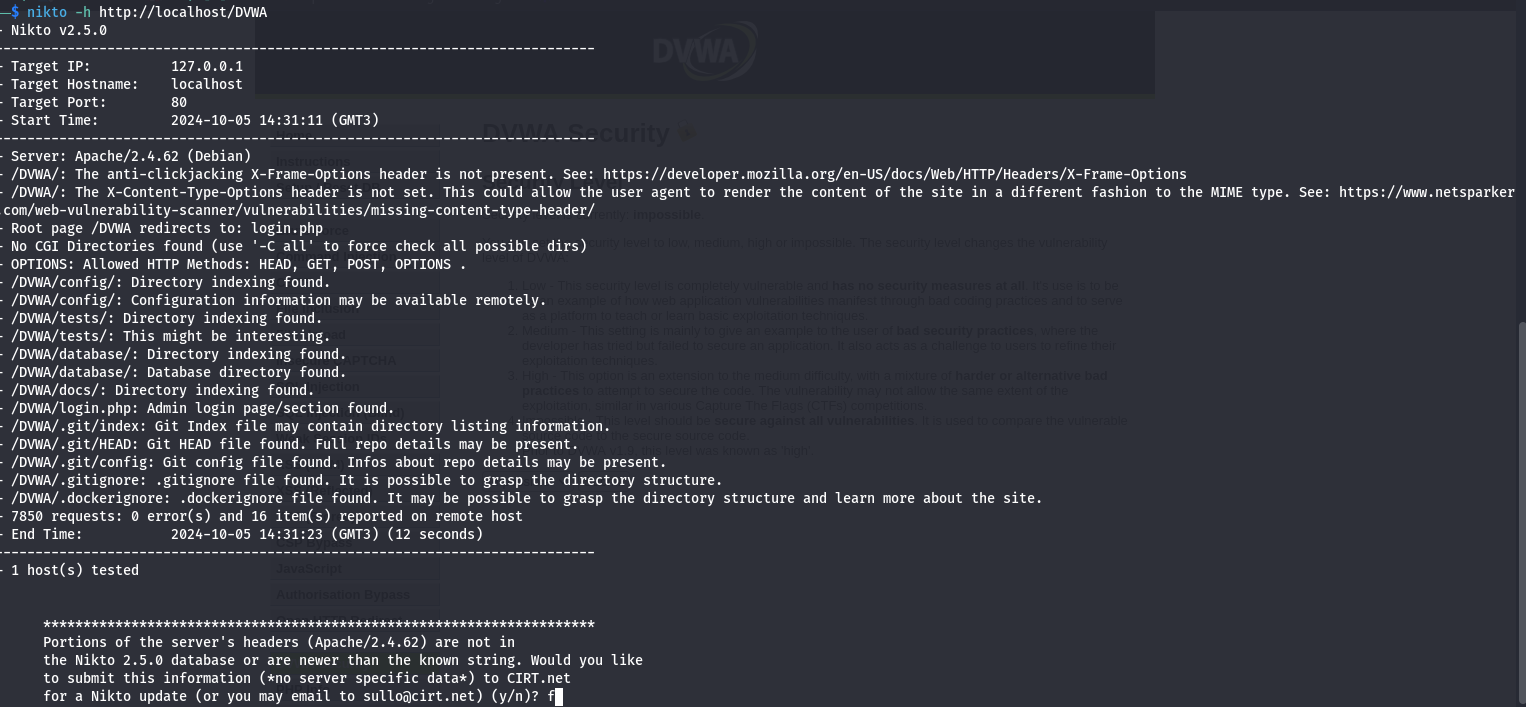 $ nikto -h http://localhost/DVWA
- Nikto v2.5.0
---------------------------------------------------------------------------
- Target IP:          127.0.0.1
- Target Hostname:    localhost
- Target Port:        80
- Start Time:         2024-10-05 14:31:11 (GMT3)
---------------------------------------------------------------------------
- Server: Apache/2.4.62 (Debian)
- /DVWA/: The anti-clickjacking X-Frame-Options header is not present. See: https://developer.mozilla.org/en-US/docs/Web/HTTP/Headers/X-Frame-Options
- /DVWA/: The X-Content-Type-Options header is not set. This could allow the user agent to render the content of the site in a different fashion to the MIME type. See: https://www.netsparker
.com/web-vulnerability-scanner/vulnerabilities/missing-content-type-header/
- Root page /DVWA redirects to: login.php
- No CGI Directories found (use '-C all' to force check all possible dirs)
- OPTIONS: Allowed HTTP Methods: HEAD, GET, POST, OPTIONS .
- /DVWA/config/: Directory indexing found.
- /DVWA/config/: Configuration information may be available remotely.
- /DVWA/tests/: Directory indexing found.
- /DVWA/tests/: This might be interesting.
- /DVWA/database/: Directory indexing found.
- /DVWA/database/: Database directory found.
- /DVWA/docs/: Directory indexing found.
- /DVWA/login.php: Admin login page/section found.
- /DVWA/.git/index: Git Index file may contain directory listing information.
- /DVWA/.git/HEAD: Git HEAD file found. Full repo details may be present.
- /DVWA/.git/config: Git config file found. Infos about repo details may be present.
- /DVWA/.gitignore: .gitignore file found. It is possible to grasp the directory structure.
- /DVWA/.dockerignore: .dockerignore file found. It may be possible to grasp the directory structure and learn more about the site.
- 7850 requests: 0 error(s) and 16 item(s) reported on remote host
- End Time:           2024-10-05 14:31:23 (GMT3) (12 seconds)
---------------------------------------------------------------------------
- 1 host(s) tested
*********************************************************************
Portions of the server's headers (Apache/2.4.62) are not in
the Nikto 2.5.0 database or are newer than the known string. Would you like
to submit this information (*no server specific data*) to CIRT.net
for a Nikto update (or you may email to sullo@cirt.net) (y/n)? f
DVWA
DVWA Security
Instructions
JavaScript
Authorisation Bypass